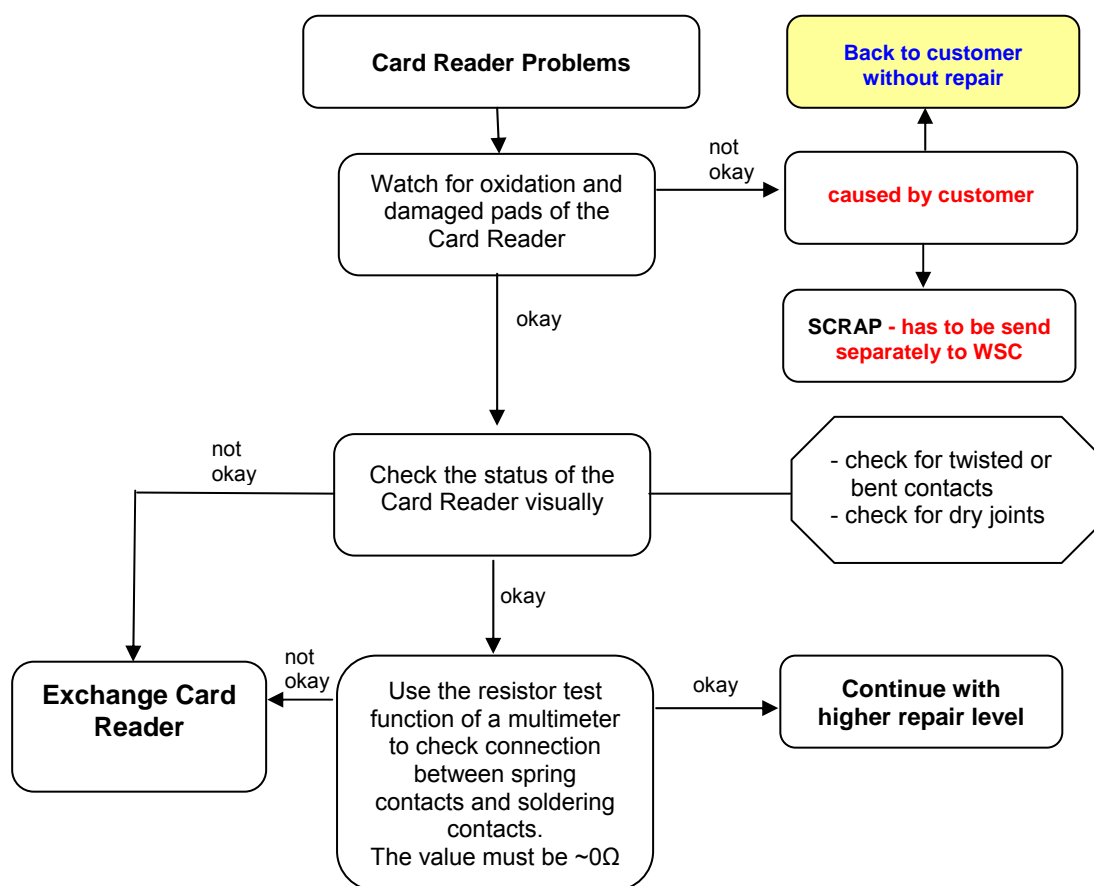 Card Reader Problems
Back to customer
without repair
not
okay
Watch for oxidation and
damaged pads of the
Card Reader
caused by customer
okay
SCRAP - has to be send
separately to WSC
not
okay
Check the status of the
Card Reader visually
- check for twisted or
bent contacts
- check for dry joints
okay
not
okay
Exchange Card
Reader
Use the resistor test
function of a multimeter
to check connection
between spring
contacts and soldering
contacts.
The value must be ~0Ω
okay
Continue with
higher repair level